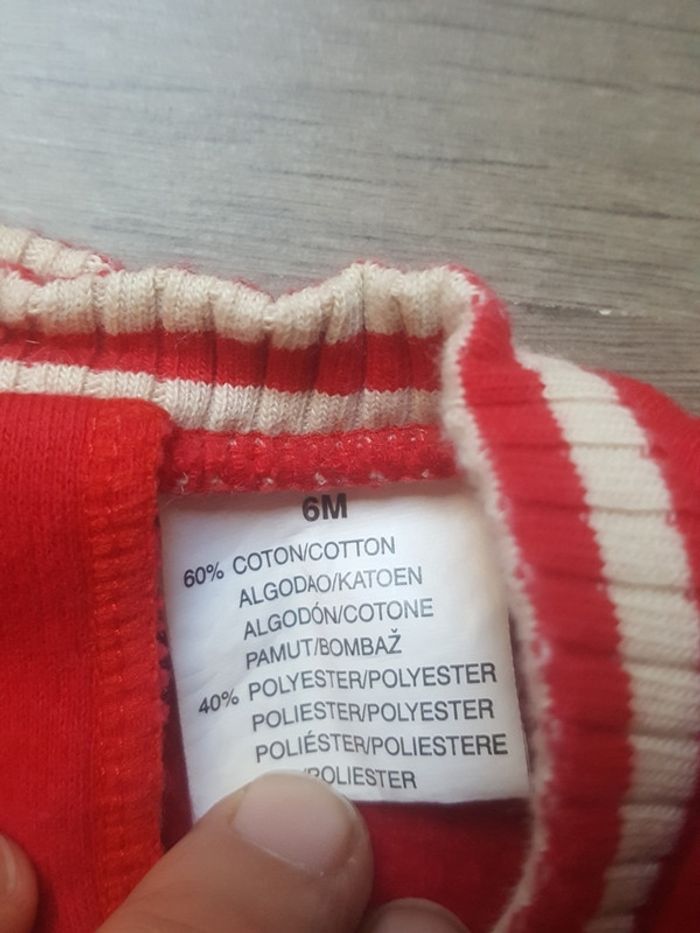 6M
60% COTON/COTTON
ALGODAO/KATOEN
ALGODÓN/COTONE
PAMUT/BOMBAŽ
40% POLYESTER/POLYESTER
POLIESTER/POLYESTER
POLIÉSTER/POLIESTERE
/POLIESTER